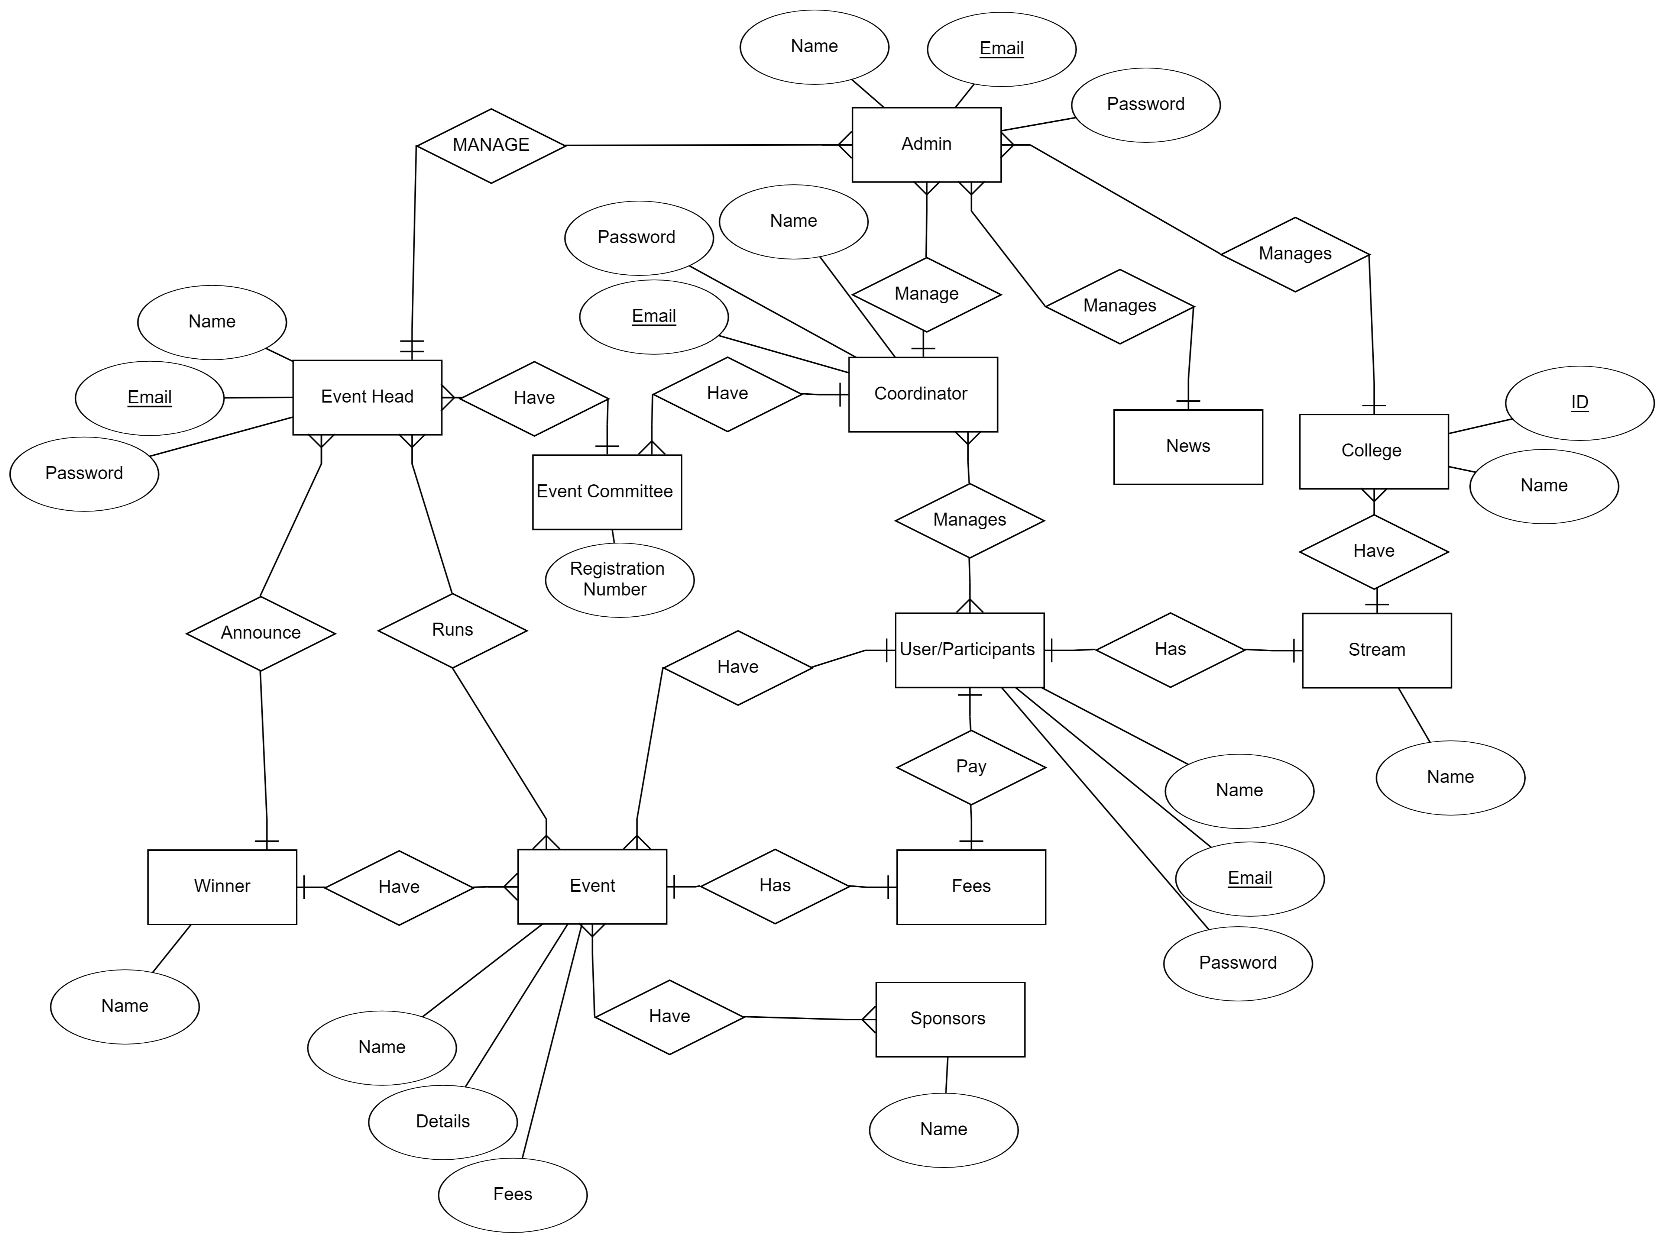 Name
Email
Password
MANAGE
Admin
Name
Password
Manages
Manage
Manages
Email
Name
Event Head
Email
Have
Have
Coordinator
ID
News
College
Password
Event Committee
Name
Manages
Have
Registration
Number
Announce
Runs
Have
User/Participants
Has
Stream
Pay
Name
Name
Winner
Have
Event
Has
Fees
Email
Password
Name
Have
Sponsors
Name
Details
Name
Fees